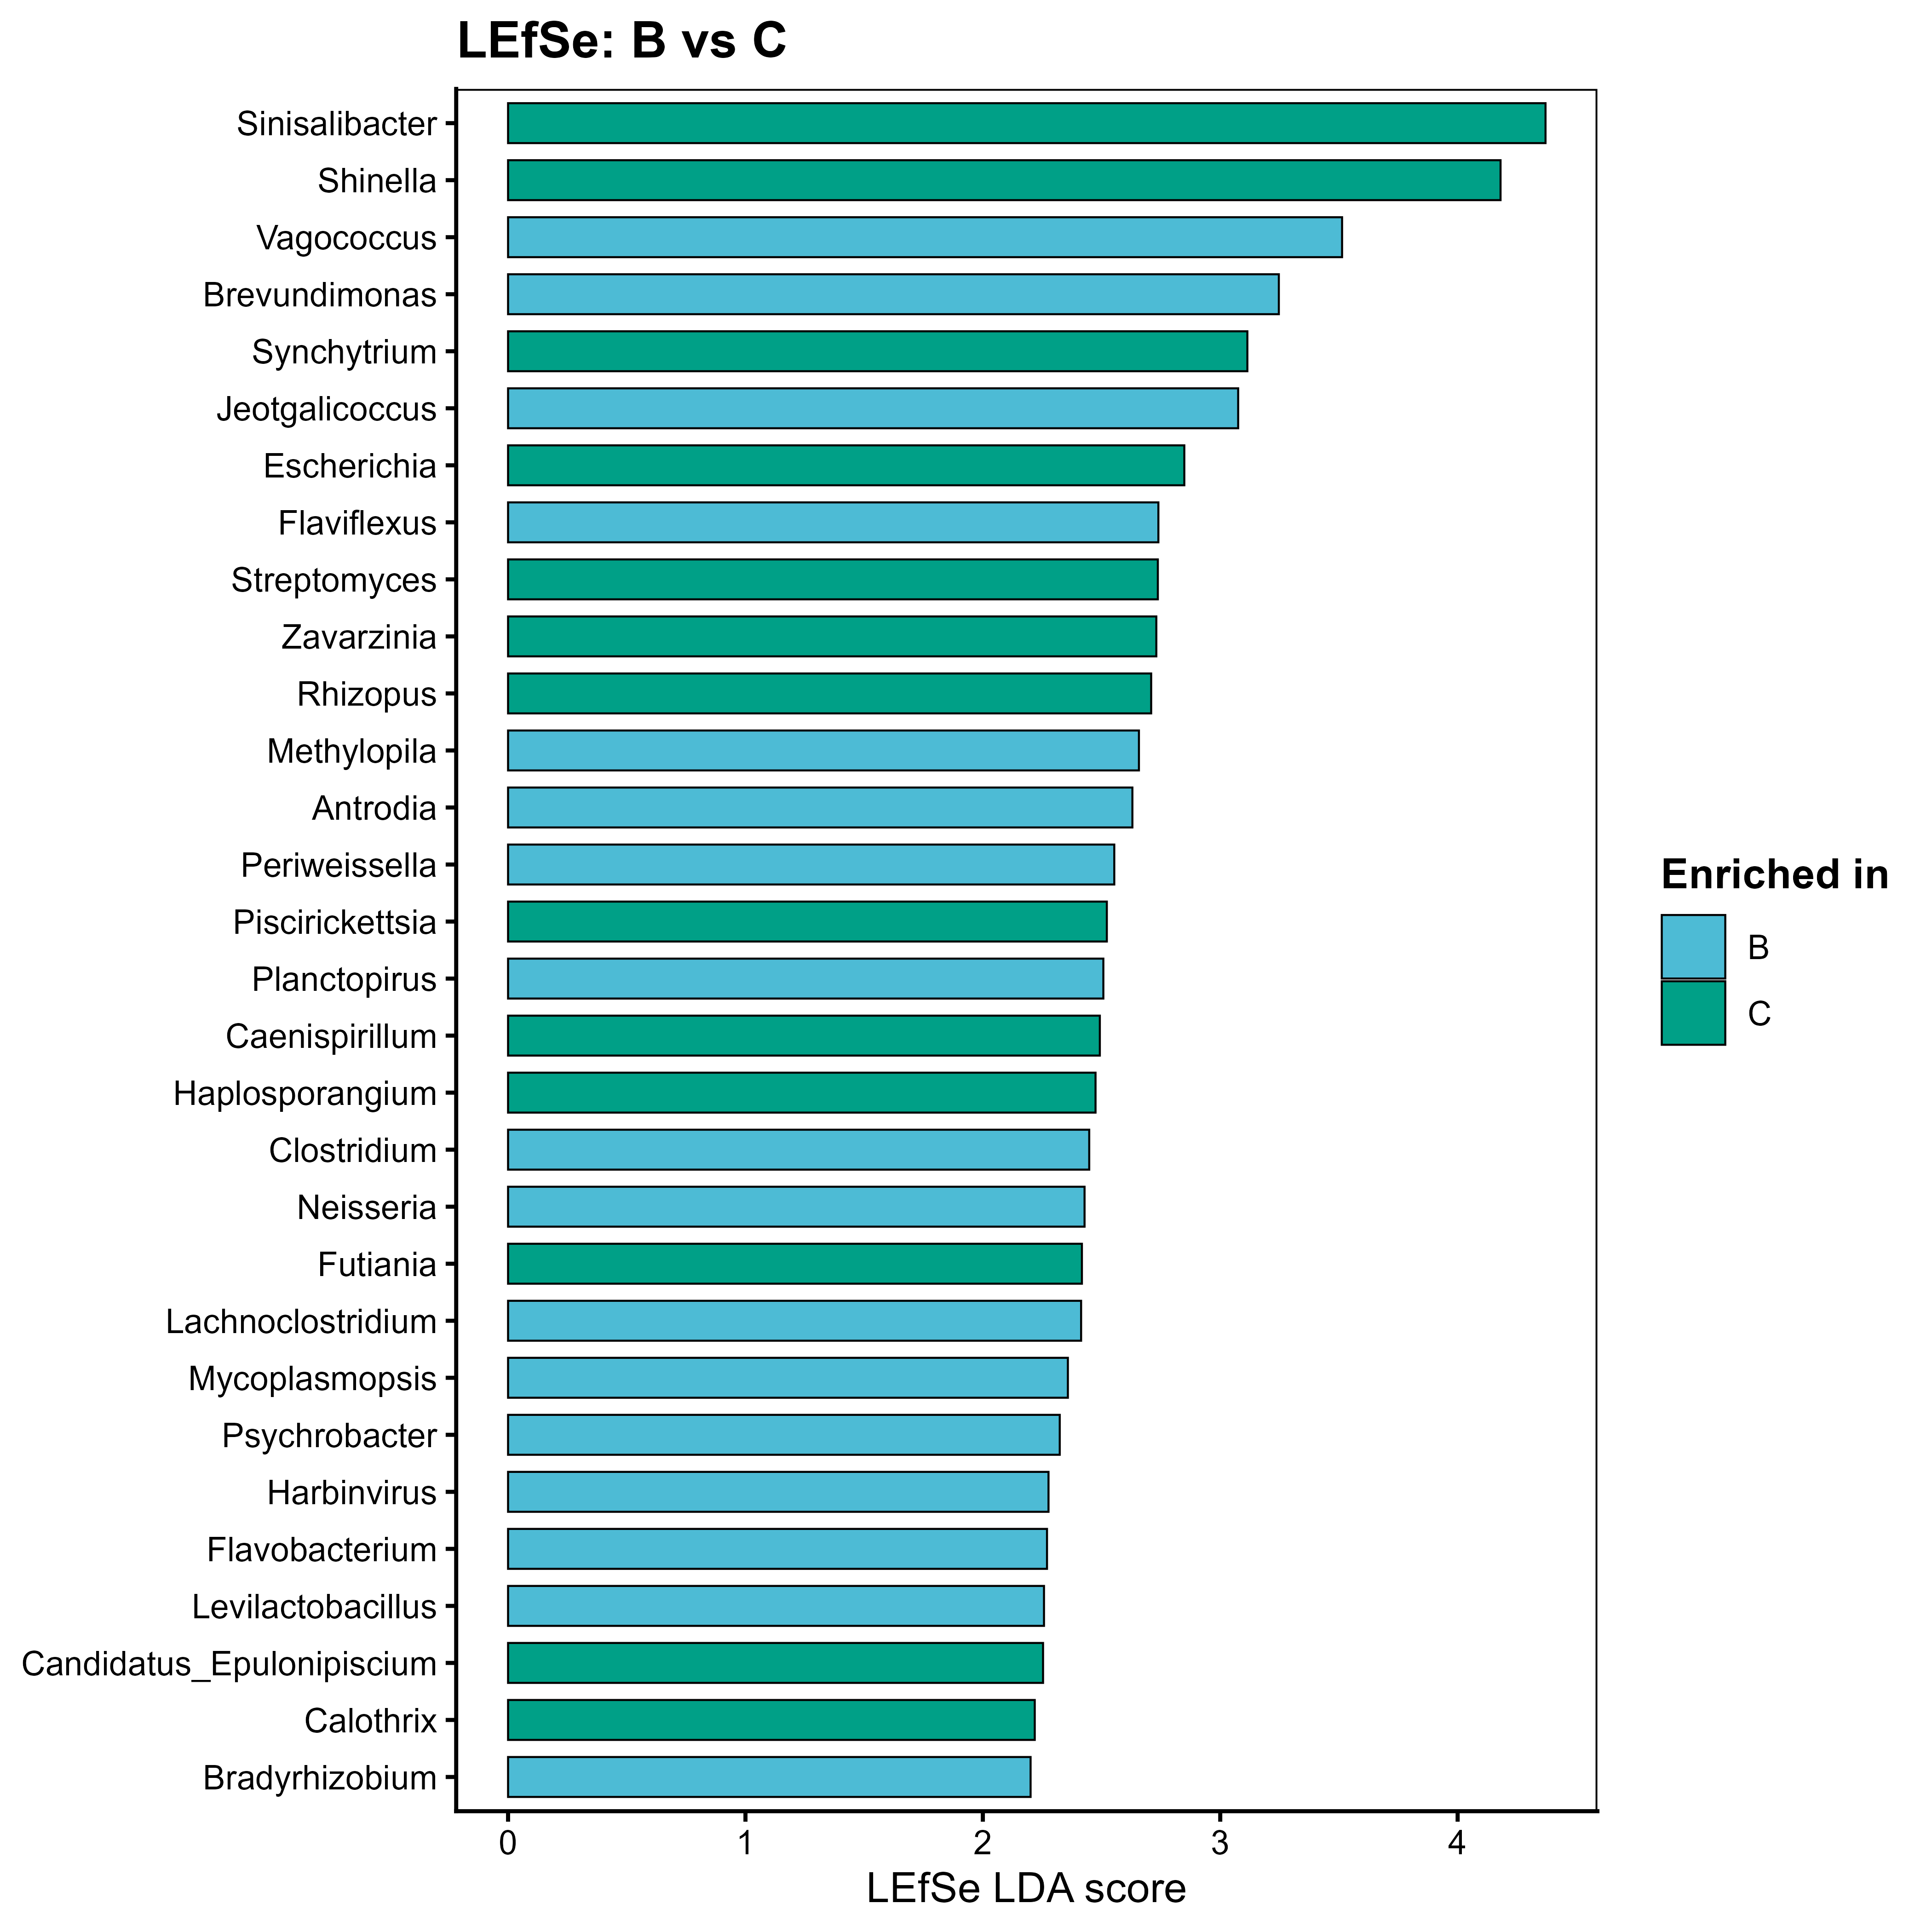 LEfSe: B vs C
Sinisalibacter
Shinella
Vagococcus
Brevundimonas
Synchytrium
Jeotgalicoccus
Escherichia
Flaviflexus
Streptomyces
Zavarzinia
Rhizopus
Methylopila
Antrodia
Periweissella
Piscirickettsia
Planctopirus
Caenispirillum
Haplosporangium
Clostridium
Neisseria
Futiania
Lachnoclostridium
Mycoplasmopsis
Psychrobacter
Harbinvirus
Flavobacterium
Levilactobacillus
Candidatus_Epulonipiscium
Calothrix
Bradyrhizobium
0 1 2 3 4
LEfSe LDA score
Enriched in
B
C